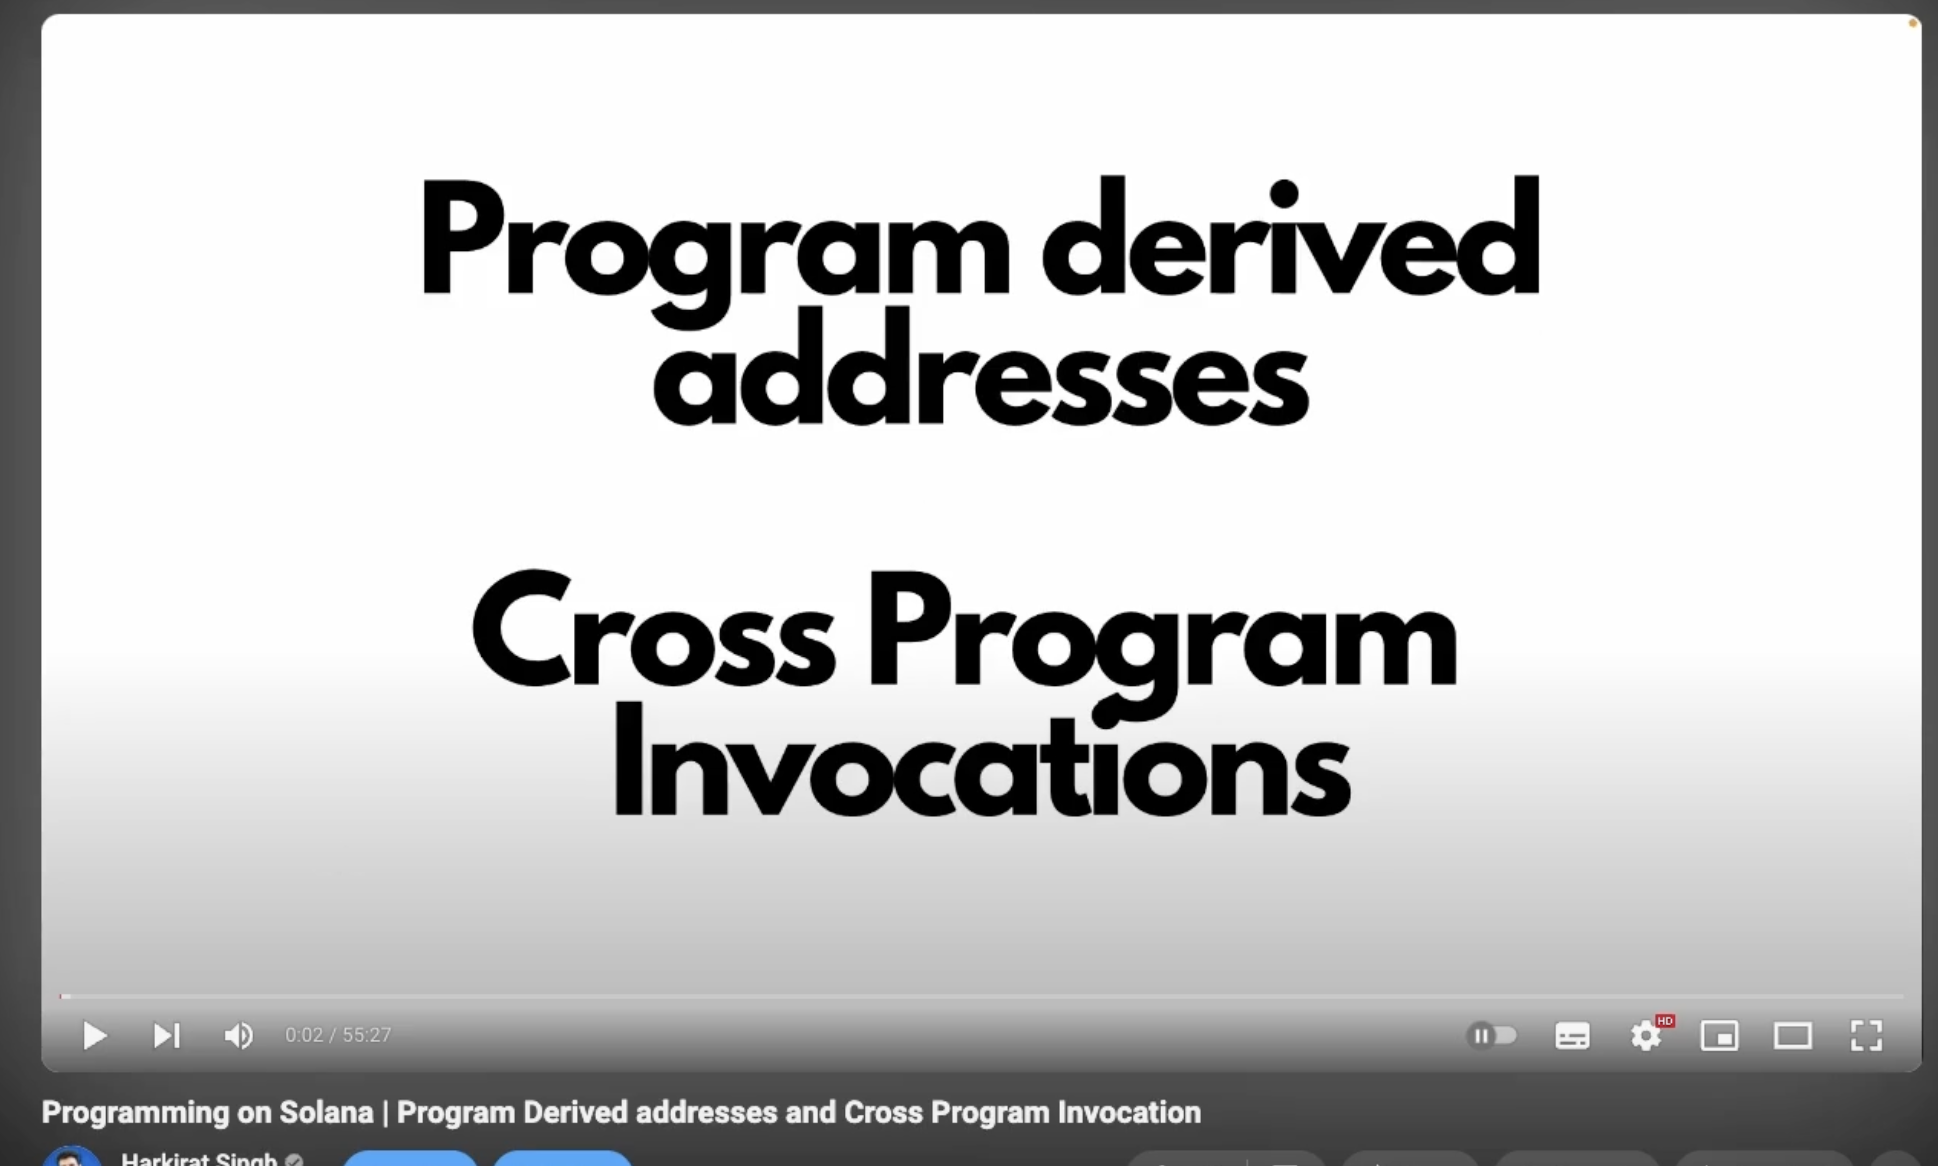 Program derived
addresses
Cross Program
Invocations
0:02 / 55:27
HD
Programming on Solana | Program Derived addresses and Cross Program Invocation
Harkirat Singh